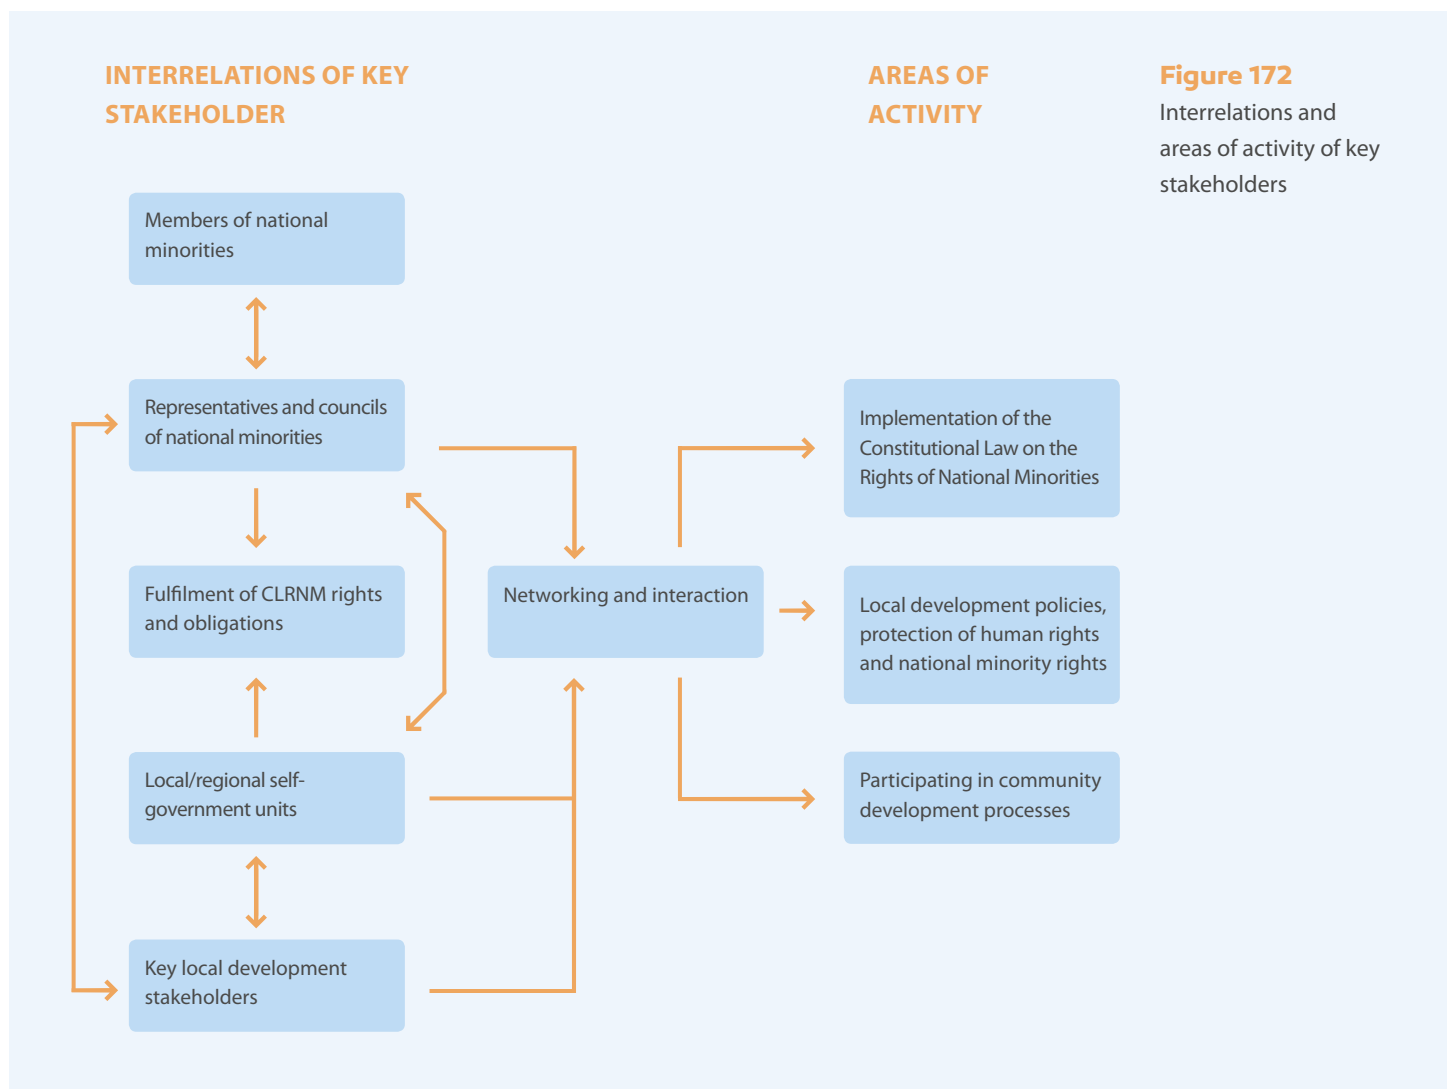 INTERRELATIONS OF KEY
STAKEHOLDER
AREAS OF
ACTIVITY
Figure 172
Interrelations and
areas of activity of key
stakeholders
Members of national
minorities
Representatives and councils
of national minorities
Fulfilment of CLRNM rights
and obligations
Local/regional self-
government units
Key local development
stakeholders
Networking and interaction
Implementation of the
Constitutional Law on the
Rights of National Minorities
Local development policies,
protection of human rights
and national minority rights
Participating in community
development processes